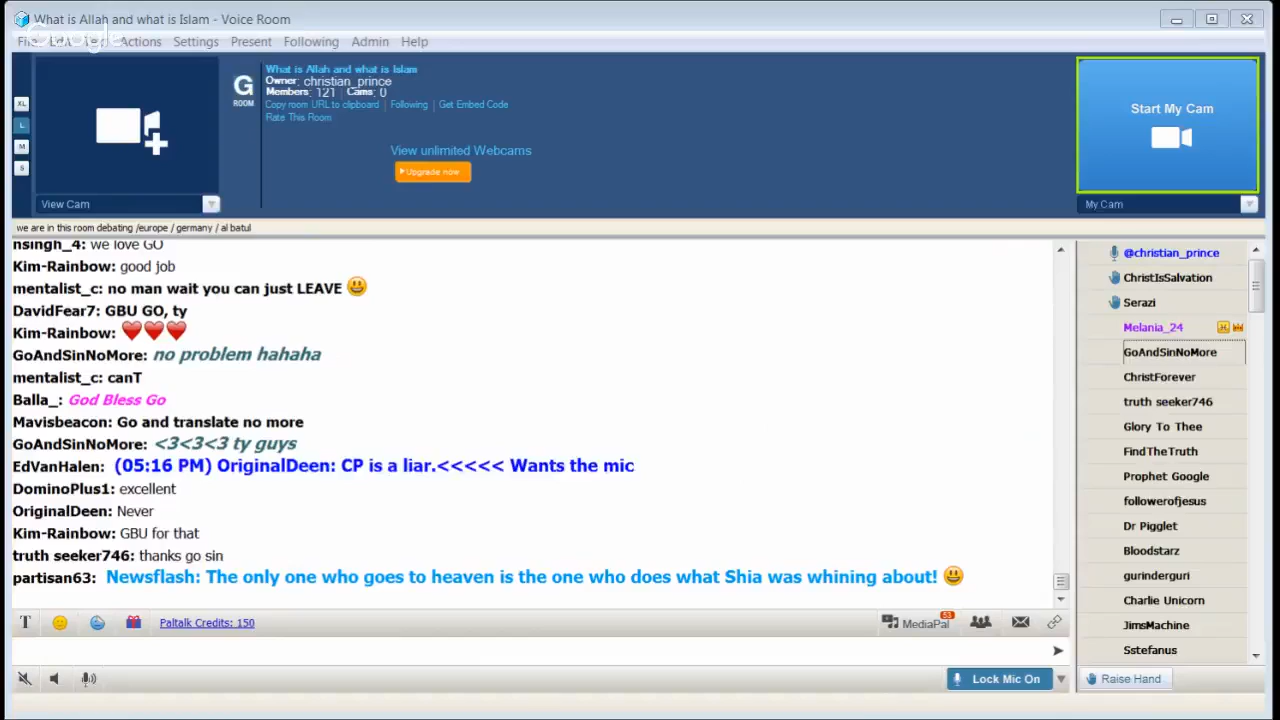 What is Allah and what is Islam - Voice Room
Google
Actions Settings Present Following Admin Help
XL
L
M
S
G
ROOM
What is Allah and what is Islam
Owner: christian_prince
Members: 121 Cams: 0
Copy room URL to clipboard | Following | Get Embed Code
Rate This Room
View unlimited Webcams
Upgrade now
Start My Cam
View Cam
My Cam
we are in this room debating /europe / germany / al batul
nsingh_4: we love GO
Kim-Rainbow: good job
mentalist_c: no man wait you can just LEAVE 😃
DavidFear7: GBU GO, ty
Kim-Rainbow: ❤❤❤
GoAndSinNoMore: no problem hahaha
mentalist_c: canT
Balla_: God Bless Go
Mavisbeacon: Go and translate no more
GoAndSinNoMore: <3<3<3 ty guys
EdVanHalen: (05:16 PM) OriginalDeen: CP is a liar.<<<<< Wants the mic
DominoPlus1: excellent
OriginalDeen: Never
Kim-Rainbow: GBU for that
truth seeker746: thanks go sin
partisan63: Newsflash: The only one who goes to heaven is the one who does what Shia was whining about! 😃
@christian_prince
ChristIsSalvation
Serazi
Melania_24
GoAndSinNoMore
ChristForever
truth seeker746
Glory To Thee
FindTheTruth
Prophet Google
followerofjesus
Dr Pigglet
Bloodstarz
gurinderguri
Charlie Unicorn
JimsMachine
Sstefanus
T
Paltalk Credits: 150
MediaPal
53
Lock Mic On
Raise Hand